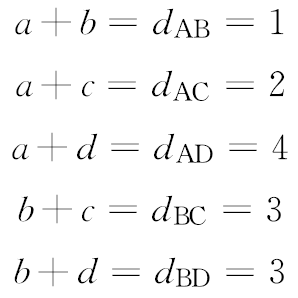 a + b = d_AB = 1
a + c = d_AC = 2
a + d = d_AD = 4
b + c = d_BC = 3
b + d = d_BD = 3